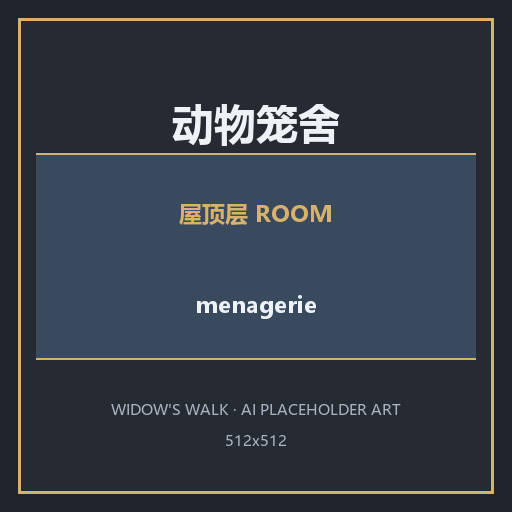 动物笼舍
屋顶层 ROOM
menagerie
WIDOW'S WALK · AI PLACEHOLDER ART
512x512